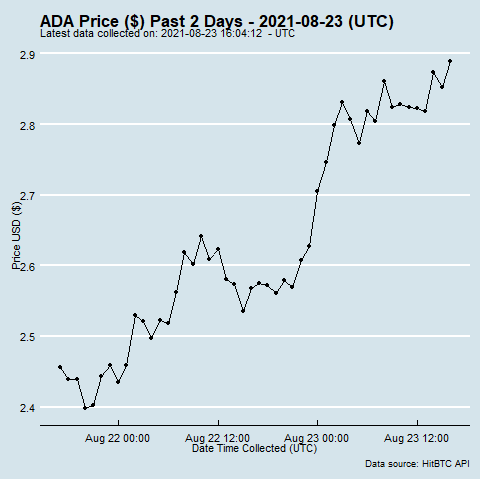 ADA Price ($) Past 2 Days - 2021-08-23 (UTC)
Latest data collected on: 2021-08-23 16:04:12  - UTC
2.9
2.8
2.7
2.6
2.5
2.4
Price USD ($)
Aug 22 00:00
Aug 22 12:00
Aug 23 00:00
Aug 23 12:00
Date Time Collected (UTC)
Data source: HitBTC API